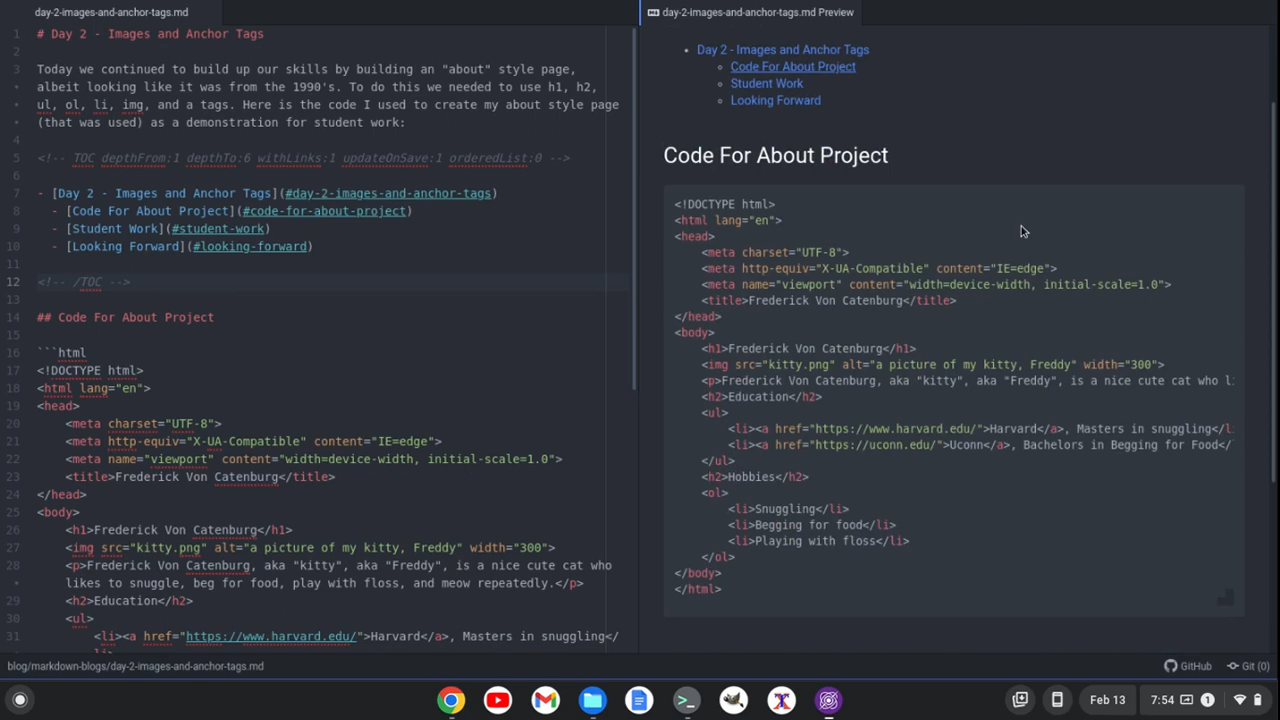 day-2-images-and-anchor-tags.md
1 # Day 2 - Images and Anchor Tags
2
3 Today we continued to build up our skills by building an "about" style page,
• albeit looking like it was from the 1990's. To do this we needed to use h1, h2,
• ul, ol, li, img, and a tags. Here is the code I used to create my about style page
• (that was used) as a demonstration for student work:
4
5 <!-- TOC depthFrom:1 depthTo:6 withLinks:1 updateOnSave:1 orderedList:0 -->
6
7 - [Day 2 - Images and Anchor Tags](#day-2-images-and-anchor-tags)
8 - [Code For About Project](#code-for-about-project)
9 - [Student Work](#student-work)
10 - [Looking Forward](#looking-forward)
11
12 <!-- /TOC -->
13
14 ## Code For About Project
15
16 ```html
17 <!DOCTYPE html>
18 <html lang="en">
19 <head>
20 <meta charset="UTF-8">
21 <meta http-equiv="X-UA-Compatible" content="IE=edge">
22 <meta name="viewport" content="width=device-width, initial-scale=1.0">
23 <title>Frederick Von Catenburg</title>
24 </head>
25 <body>
26 <h1>Frederick Von Catenburg</h1>
27 <img src="kitty.png" alt="a picture of my kitty, Freddy" width="300">
28 <p>Frederick Von Catenburg, aka "kitty", aka "Freddy", is a nice cute cat who
• likes to snuggle, beg for food, play with floss, and meow repeatedly.</p>
29 <h2>Education</h2>
30 <ul>
31 <li><a href="https://www.harvard.edu/">Harvard</a>, Masters in snuggling</
day-2-images-and-anchor-tags.md Preview
• Day 2 - Images and Anchor Tags
◦ Code For About Project
◦ Student Work
◦ Looking Forward
Code For About Project
<!DOCTYPE html>
<html lang="en">
<head>
<meta charset="UTF-8">
<meta http-equiv="X-UA-Compatible" content="IE=edge">
<meta name="viewport" content="width=device-width, initial-scale=1.0">
<title>Frederick Von Catenburg</title>
</head>
<body>
<h1>Frederick Von Catenburg</h1>
<img src="kitty.png" alt="a picture of my kitty, Freddy" width="300">
<p>Frederick Von Catenburg, aka "kitty", aka "Freddy", is a nice cute cat who li
<h2>Education</h2>
<ul>
<li><a href="https://www.harvard.edu/">Harvard</a>, Masters in snuggling</l
<li><a href="https://uconn.edu/">Uconn</a>, Bachelors in Begging for Food</
</ul>
<h2>Hobbies</h2>
<ol>
<li>Snuggling</li>
<li>Begging for food</li>
<li>Playing with floss</li>
</ol>
</body>
</html>
blog/markdown-blogs/day-2-images-and-anchor-tags.md
GitHub
Git (0)
Feb 13
7:54
1